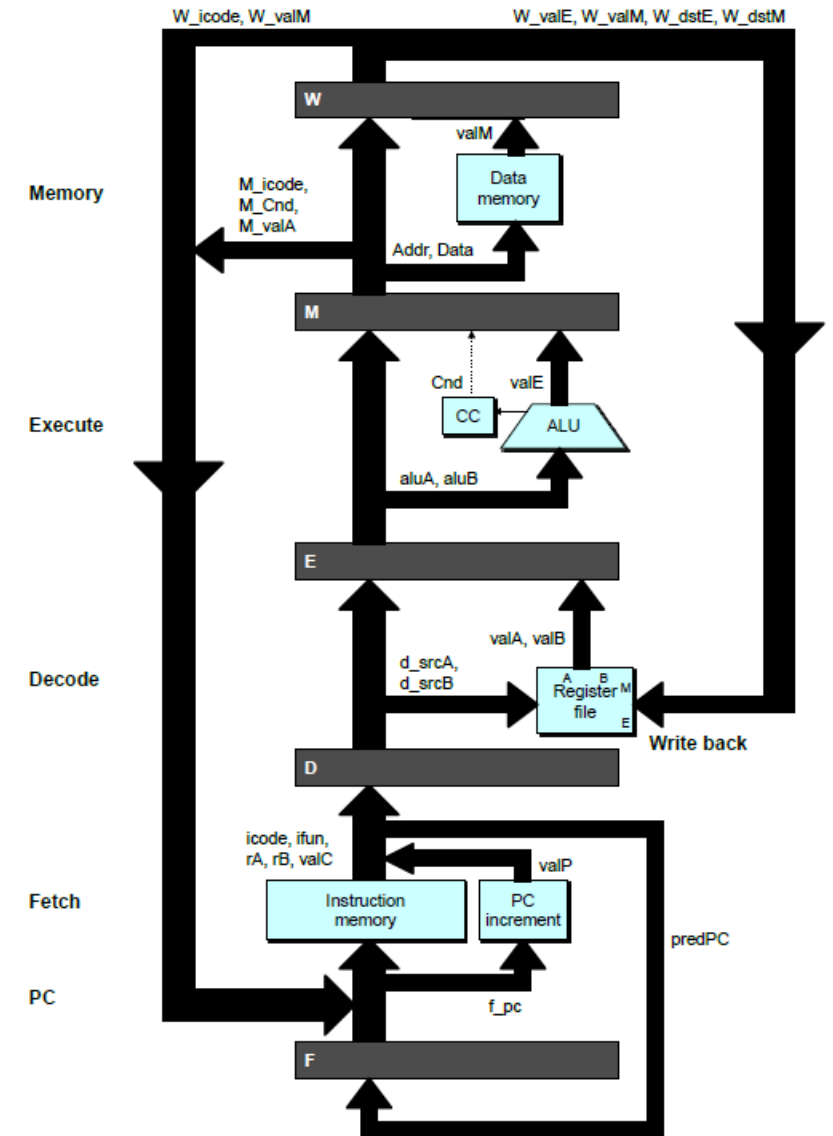 W_icode, W_valM
W_valE, W_valM, W_dstE, W_dstM
W
valM
Memory
Data
memory
M_icode,
M_Cnd,
M_valA
Addr, Data
M
Cnd
valE
Execute
CC
ALU
aluA, aluB
E
valA, valB
Decode
d_srcA,
d_srcB
A
B
M
Register
file
E
Write back
D
icode, ifun,
rA, rB, valC
valP
Fetch
Instruction
memory
PC
increment
predPC
PC
f_pc
F